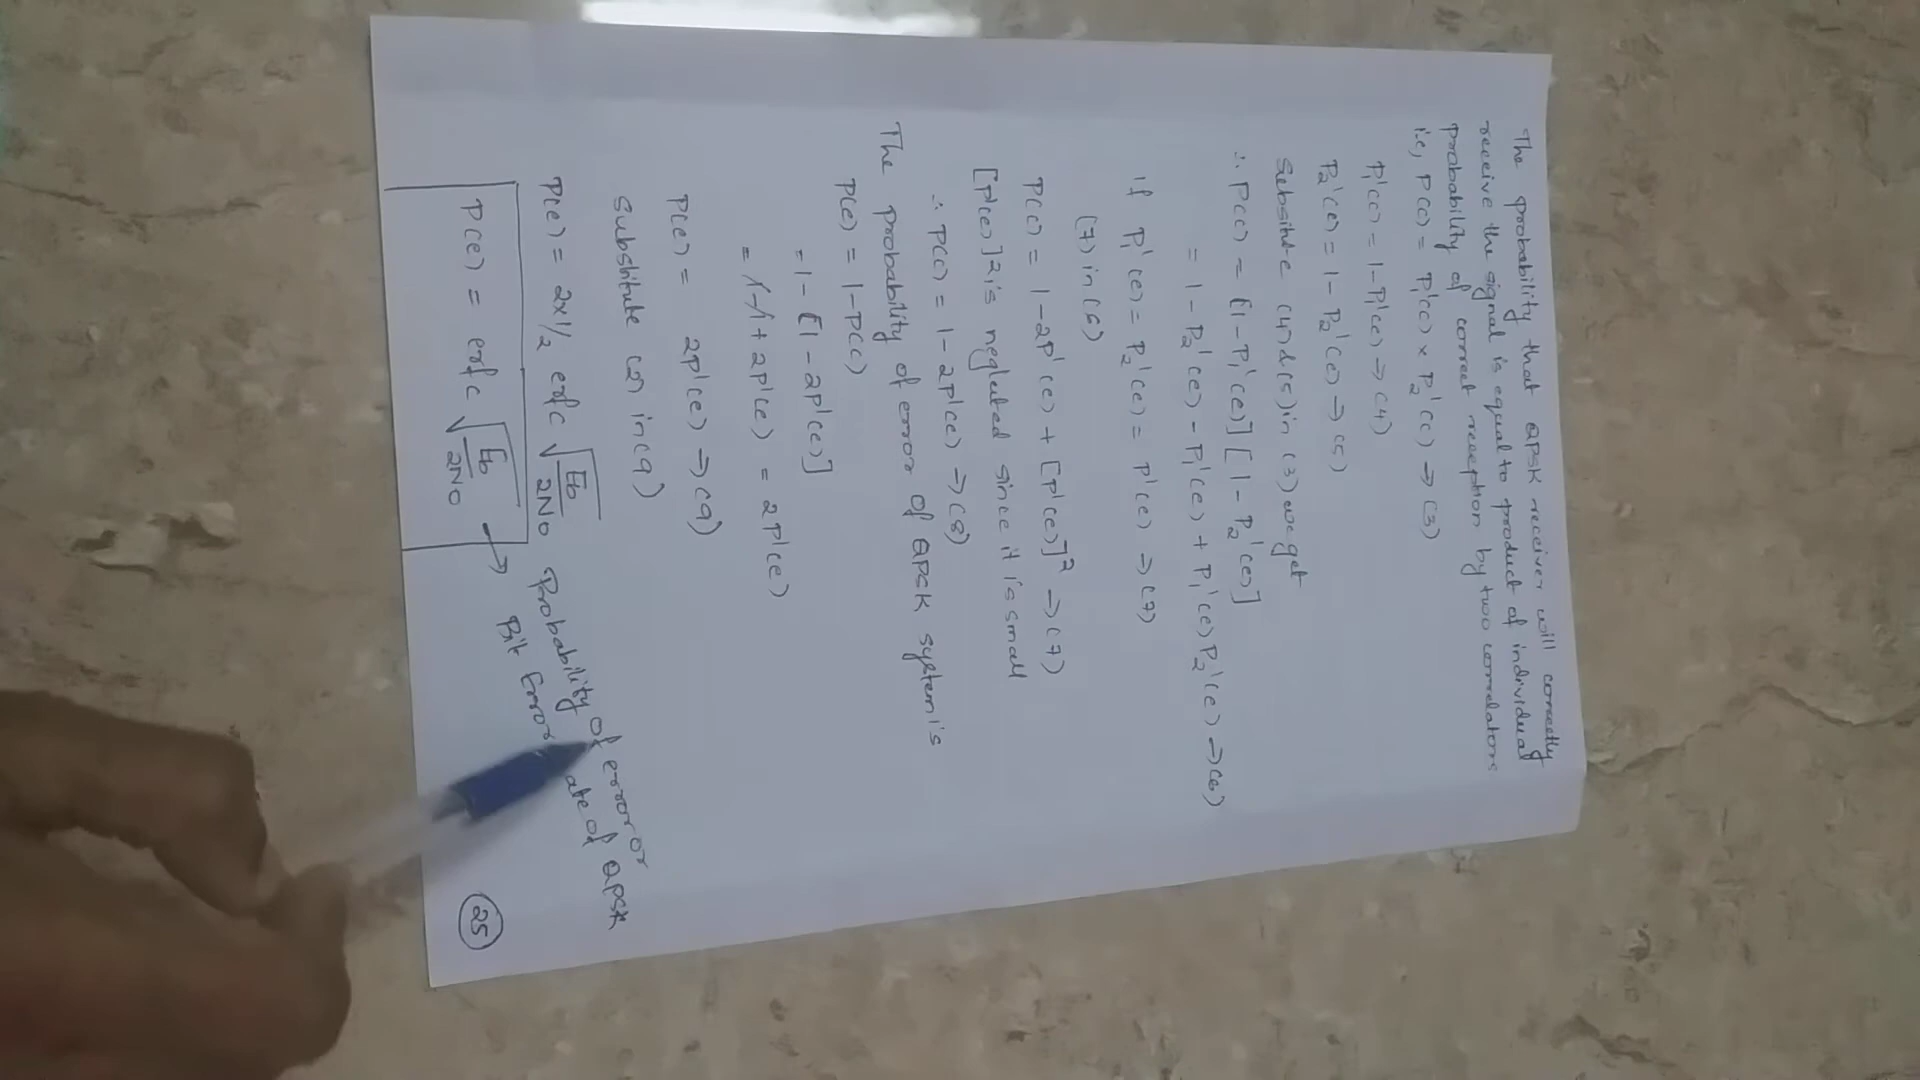 The probability that QPSK receiver will correctly
receive the signal is equal to product of individual
probability of correct reception by two correlators
i.e, P(c) = P₁'(c) × P₂'(c) → (3)
P₁'(c) = 1-P₁'(e) → (4)
P₂'(c) = 1- P₂'(e) → (5)
Subsitute (4) & (5) in (3) we get
∴ P(c) = [1-P₁'(e)] [1-P₂'(e)]
= 1-P₂'(e) - P₁'(e) + P₁'(e) P₂'(e) → (6)
If P₁'(e) = P₂'(e) = P'(e) → (7)
(7) in (6)
P(c) = 1-2P'(e) + [P'(e)]² → (7)
[P'(e)]2 is neglected since it is small
∴ P(c) = 1-2P'(e) → (8)
The probability of error of QPSK system is
P(e) = 1-P(c)
= 1- [1-2P'(e)]
= 1-1+2P'(e) = 2P'(e)
P(e) = 2P'(e) → (9)
Substitute (2) in (9)
P(e) = 2×1/2 erfc √Eb/2N0
P(e) = erfc √Eb/2N0 →
Probability of error or
Bit Error ate of QPSK
25